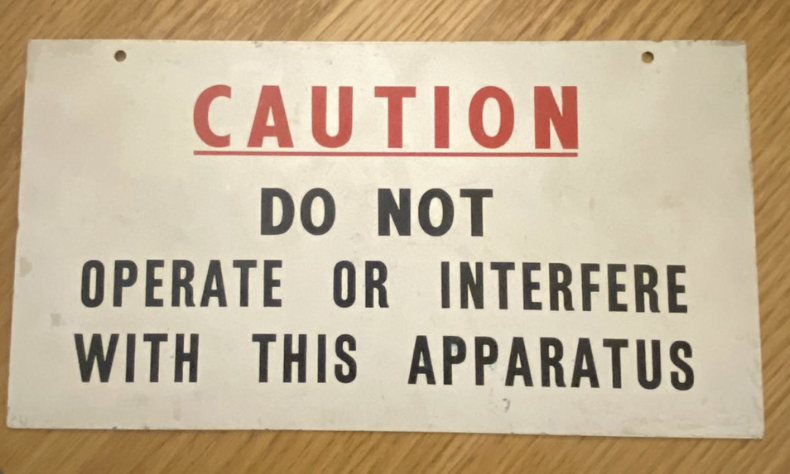 CAUTION
DO NOT
OPERATE OR INTERFERE
WITH THIS APPARATUS